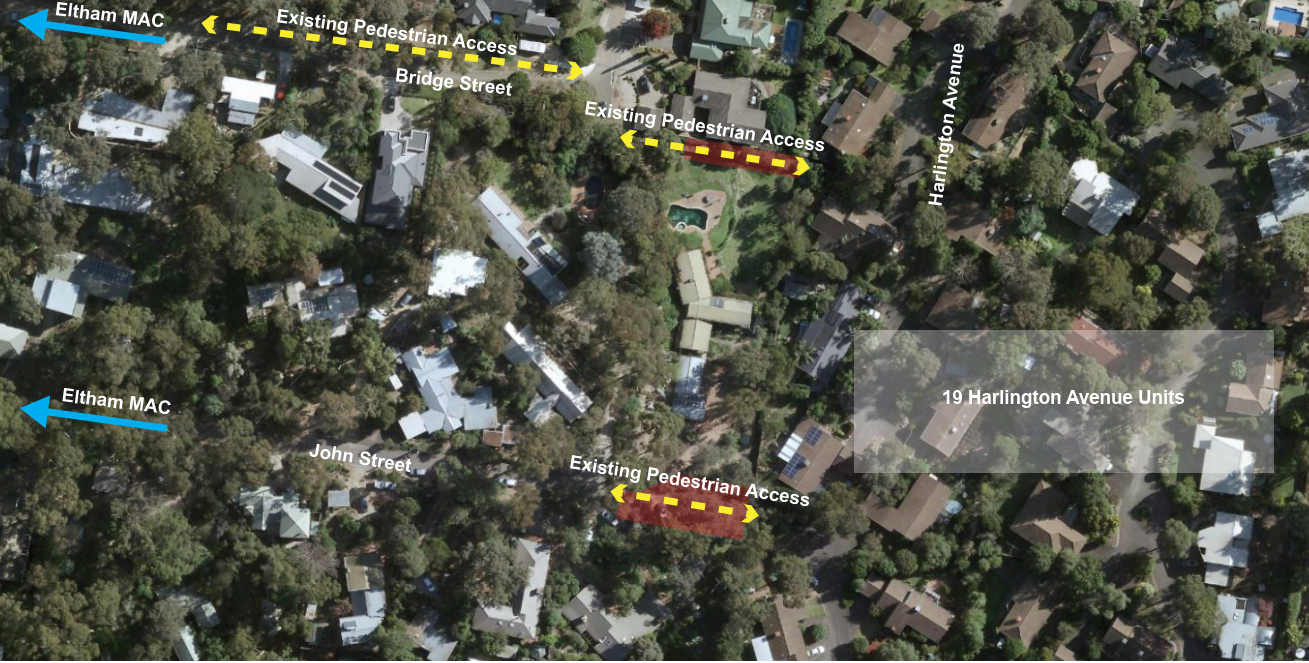 Eltham MAC
Existing Pedestrian Access
Bridge Street
Existing Pedestrian Access
Harlington Avenue
Eltham MAC
19 Harlington Avenue Units
John Street
Existing Pedestrian Access